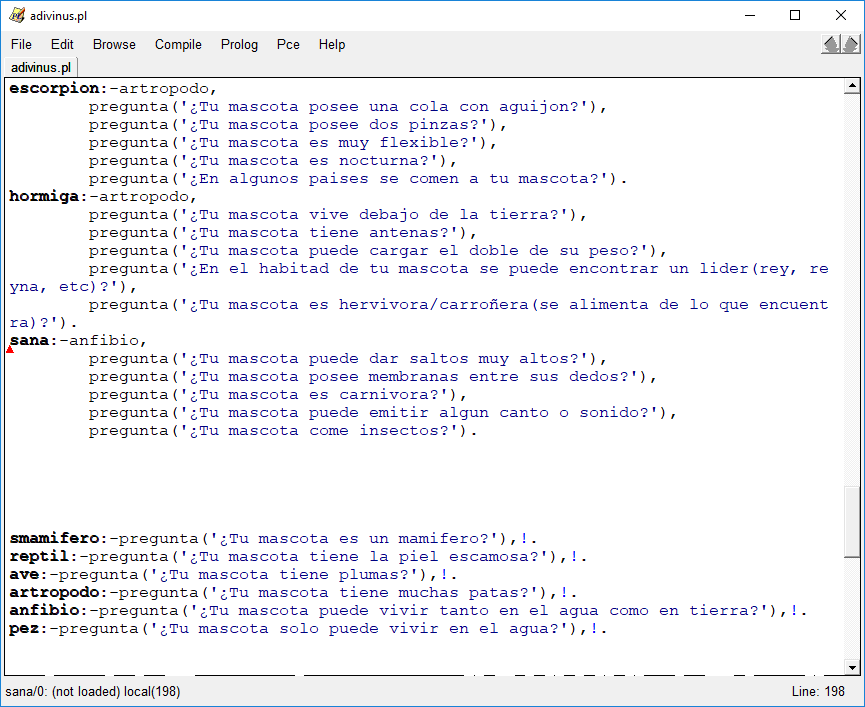 adivinus.pl
File Edit Browse Compile Prolog Pce Help
adivinus.pl
escorpion:-artropodo,
pregunta('¿Tu mascota posee una cola con aguijon?'),
pregunta('¿Tu mascota posee dos pinzas?'),
pregunta('¿Tu mascota es muy flexible?'),
pregunta('¿Tu mascota es nocturna?'),
pregunta('¿En algunos paises se comen a tu mascota?').
hormiga:-artropodo,
pregunta('¿Tu mascota vive debajo de la tierra?'),
pregunta('¿Tu mascota tiene antenas?'),
pregunta('¿Tu mascota puede cargar el doble de su peso?'),
pregunta('¿En el habitad de tu mascota se puede encontrar un lider(rey, re
yna, etc)?'),
pregunta('¿Tu mascota es hervivora/carroñera(se alimenta de lo que encuent
ra)?').
sana:-anfibio,
pregunta('¿Tu mascota puede dar saltos muy altos?'),
pregunta('¿Tu mascota posee membranas entre sus dedos?'),
pregunta('¿Tu mascota es carnivora?'),
pregunta('¿Tu mascota puede emitir algun canto o sonido?'),
pregunta('¿Tu mascota come insectos?').
smamifero:-pregunta('¿Tu mascota es un mamifero?'),!.
reptil:-pregunta('¿Tu mascota tiene la piel escamosa?'),!.
ave:-pregunta('¿Tu mascota tiene plumas?'),!.
artropodo:-pregunta('¿Tu mascota tiene muchas patas?'),!.
anfibio:-pregunta('¿Tu mascota puede vivir tanto en el agua como en tierra?'),!.
pez:-pregunta('¿Tu mascota solo puede vivir en el agua?'),!.
sana/0: (not loaded) local(198) Line: 198